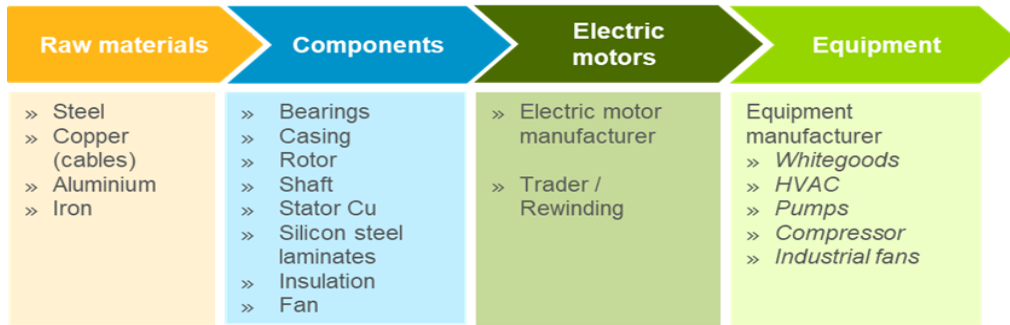 Raw materials
Components
Electric
motors
Equipment
» Steel
» Copper
(cables)
» Aluminium
» Iron
» Bearings
» Casing
» Rotor
» Shaft
» Stator Cu
» Silicon steel
laminates
» Insulation
» Fan
» Electric motor
manufacturer
» Trader /
Rewinding
Equipment
manufacturer
» Whitegoods
» HVAC
» Pumps
» Compressor
» Industrial fans